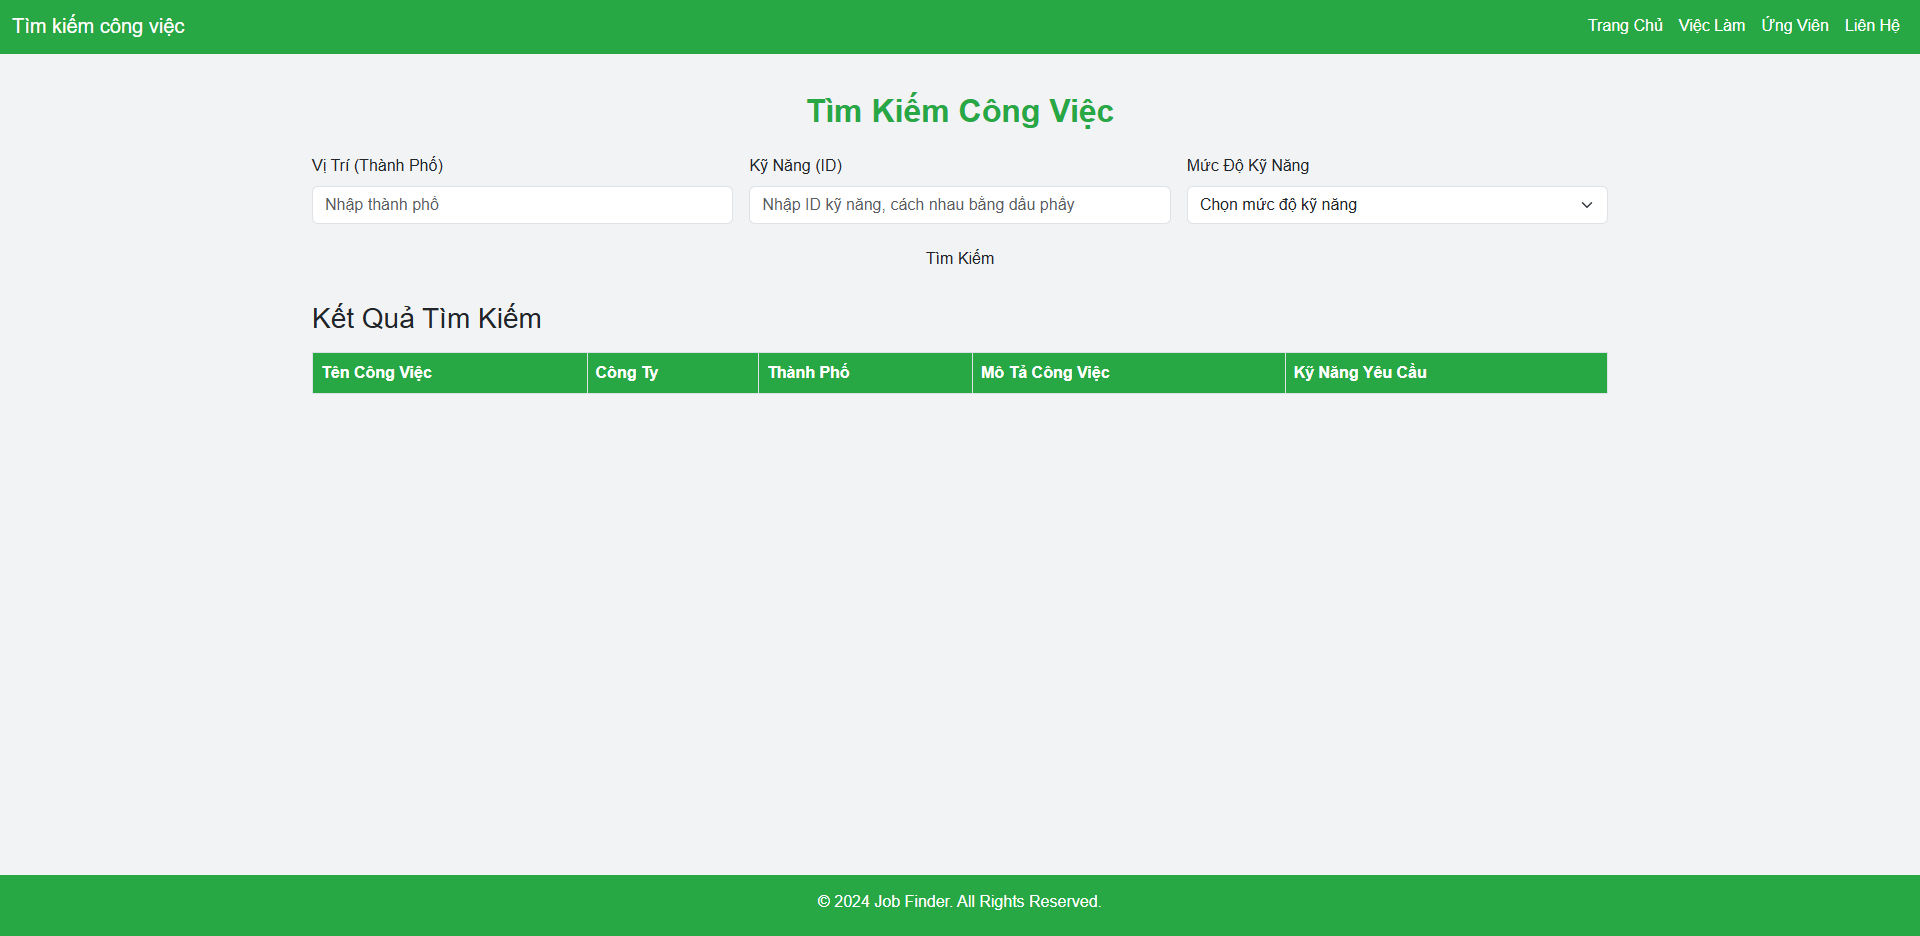 Tìm kiếm công việc
Trang Chủ Việc Làm Ứng Viên Liên Hệ
Tìm Kiếm Công Việc
Vị Trí (Thành Phố) Kỹ Năng (ID) Mức Độ Kỹ Năng
Nhập thành phố Nhập ID kỹ năng, cách nhau bằng dấu phẩy Chọn mức độ kỹ năng
Tìm Kiếm
Kết Quả Tìm Kiếm
Tên Công Việc Công Ty Thành Phố Mô Tả Công Việc Kỹ Năng Yêu Cầu
© 2024 Job Finder. All Rights Reserved.